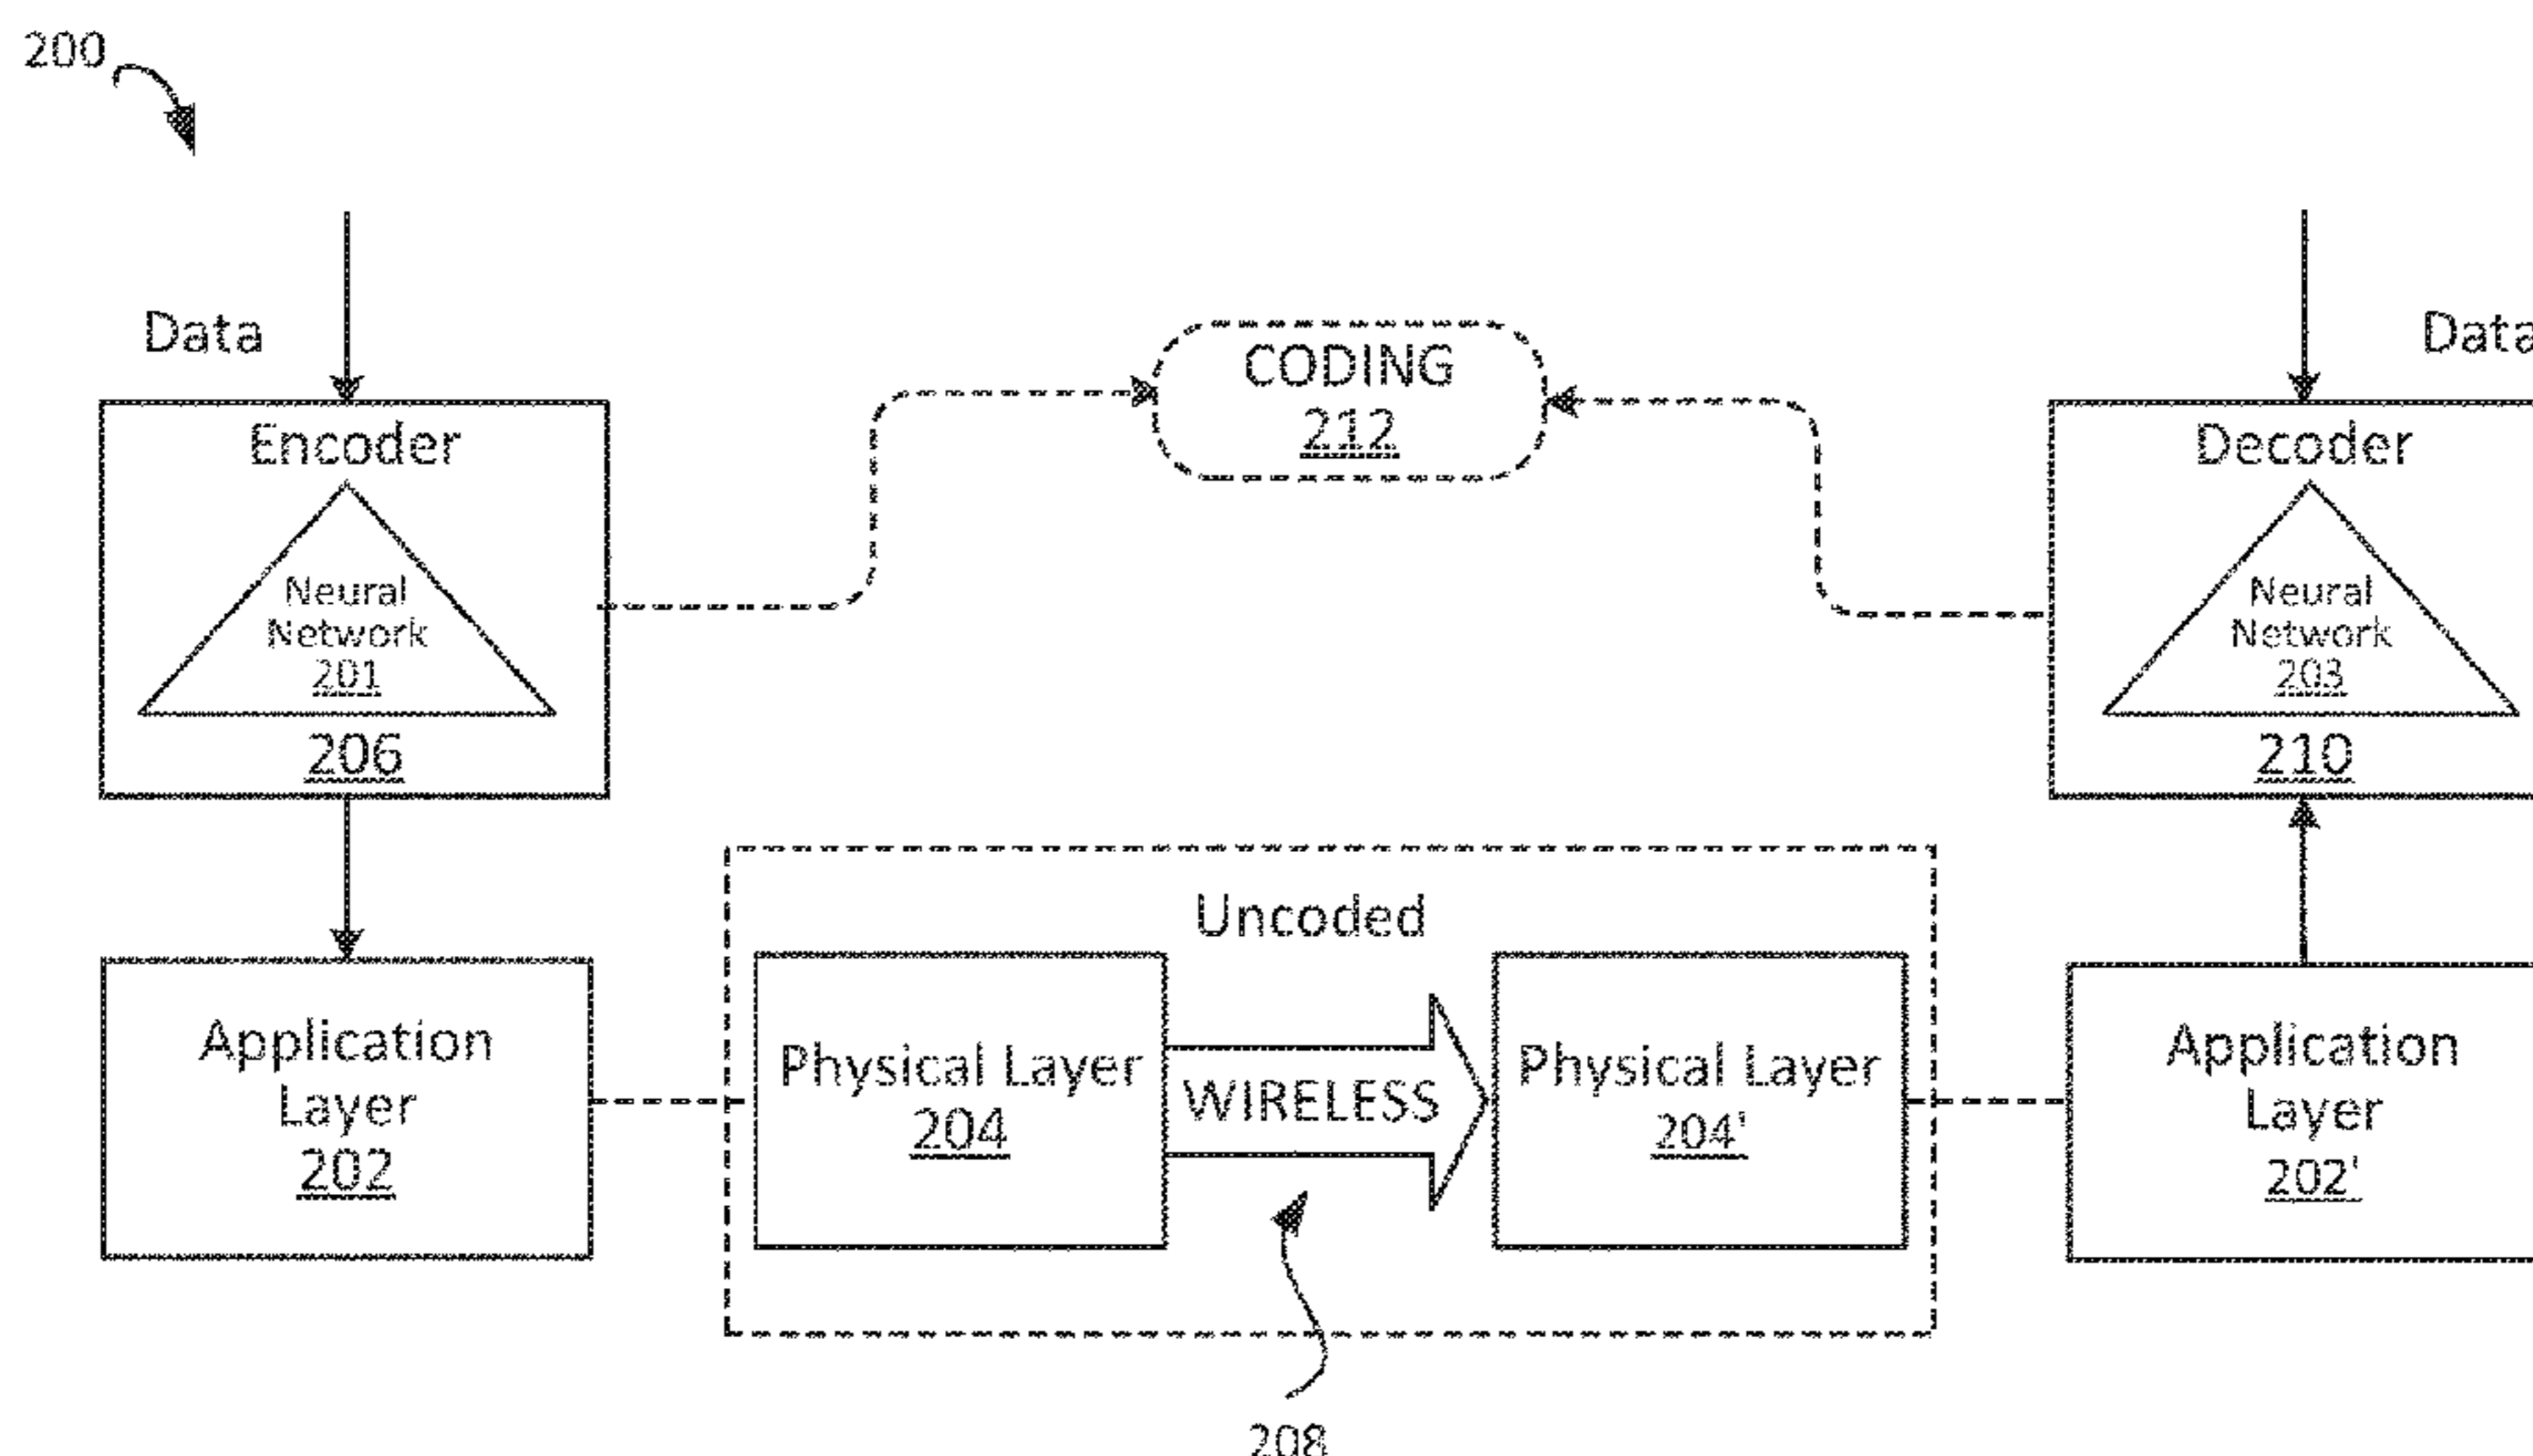 200
Data
Encoder
Neural
Network
201
206
CODING
212
Data
Decoder
Neural
Network
203
210
Application
Layer
202
Uncoded
Physical Layer
204
WIRELESS
Physical Layer
204'
Application
Layer
202'
208